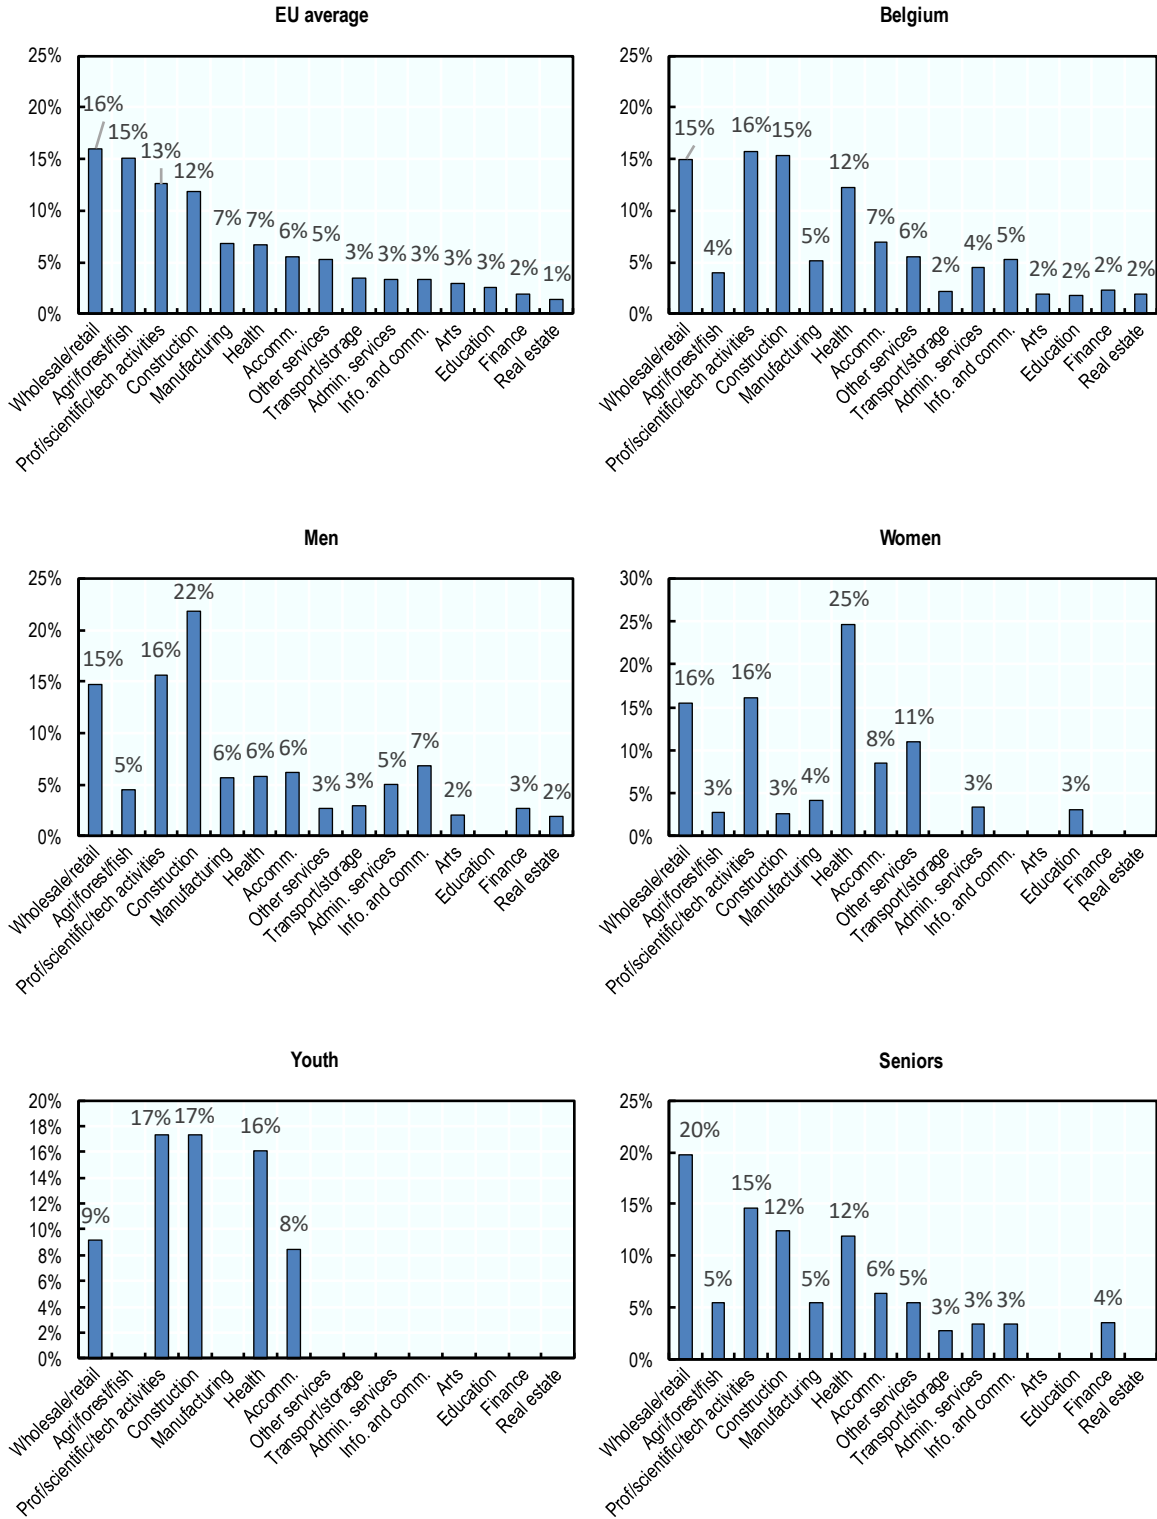 EU average
25%
20%
15%
10%
5%
0%
16%
15%
13%
12%
7%
7%
6%
5%
3%
3%
3%
3%
3%
2%
1%
Wholesale/retail
Agri/forest/fish
Prof/scientific/tech activities
Construction
Manufacturing
Health
Accomm.
Other services
Transport/storage
Admin. services
Info. and comm.
Arts
Education
Finance
Real estate
Belgium
25%
20%
15%
10%
5%
0%
15%
4%
16%
15%
5%
12%
7%
6%
2%
4%
5%
2%
2%
2%
2%
Wholesale/retail
Agri/forest/fish
Prof/scientific/tech activities
Construction
Manufacturing
Health
Accomm.
Other services
Transport/storage
Admin. services
Info. and comm.
Arts
Education
Finance
Real estate
Men
25%
20%
15%
10%
5%
0%
15%
5%
16%
22%
6%
6%
6%
3%
3%
5%
7%
2%
3%
2%
Wholesale/retail
Agri/forest/fish
Prof/scientific/tech activities
Construction
Manufacturing
Health
Accomm.
Other services
Transport/storage
Admin. services
Info. and comm.
Arts
Education
Finance
Real estate
Women
30%
25%
20%
15%
10%
5%
0%
16%
3%
16%
3%
4%
25%
8%
11%
3%
3%
Wholesale/retail
Agri/forest/fish
Prof/scientific/tech activities
Construction
Manufacturing
Health
Accomm.
Other services
Transport/storage
Admin. services
Info. and comm.
Arts
Education
Finance
Real estate
Youth
20%
18%
16%
14%
12%
10%
8%
6%
4%
2%
0%
9%
17%
17%
16%
8%
Wholesale/retail
Agri/forest/fish
Prof/scientific/tech activities
Construction
Manufacturing
Health
Accomm.
Other services
Transport/storage
Admin. services
Info. and comm.
Arts
Education
Finance
Real estate
Seniors
25%
20%
15%
10%
5%
0%
20%
5%
15%
12%
5%
12%
6%
5%
3%
3%
3%
4%
Wholesale/retail
Agri/forest/fish
Prof/scientific/tech activities
Construction
Manufacturing
Health
Accomm.
Other services
Transport/storage
Admin. services
Info. and comm.
Arts
Education
Finance
Real estate